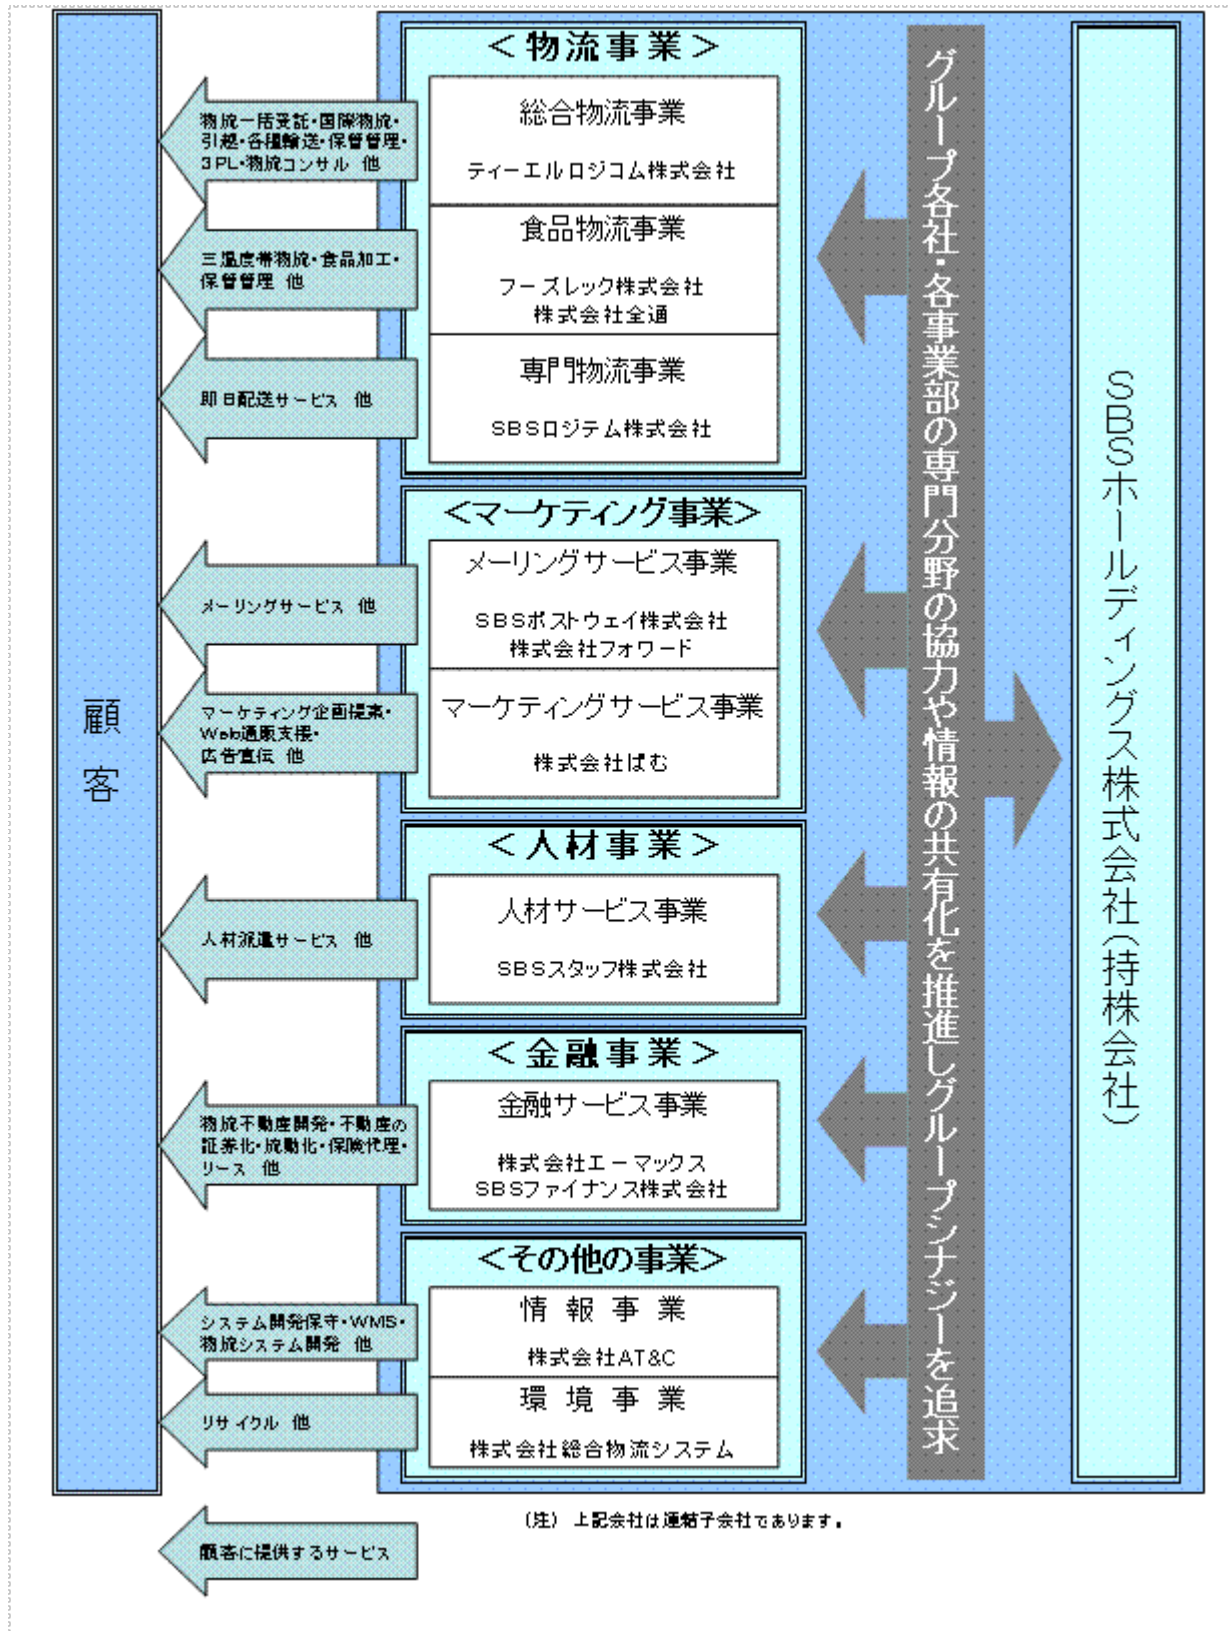 顧客
物流一括受託・国際物流・
引越・各種輸送・保管管理・
3PL・物流コンサル 他
三温度帯物流・食品加工・
保管管理 他
即日配送サービス 他
メーリングサービス 他
マーケティング企画提案・
Web通販支援・
広告宣伝 他
人材派遣サービス 他
物流不動産開発・不動産の
証券化・流動化・保険代理・
リース 他
システム開発保守・WMS・
物流システム開発 他
リサイクル 他
顧客に提供するサービス
＜物流事業＞
総合物流事業
ティーエルロジコム株式会社
食品物流事業
フーズレック株式会社
株式会社全通
専門物流事業
SBSロジテム株式会社
＜マーケティング事業＞
メーリングサービス事業
SBSポストウェイ株式会社
株式会社フォワード
マーケティングサービス事業
株式会社ぱむ
＜人材事業＞
人材サービス事業
SBSスタッフ株式会社
＜金融事業＞
金融サービス事業
株式会社エーマックス
SBSファイナンス株式会社
＜その他の事業＞
情報事業
株式会社AT&C
環境事業
株式会社総合物流システム
グループ各社・各事業部の専門分野の協力や情報の共有化を推進しグループシナジーを追求
SBSホールディングス株式会社(持株会社)
(注) 上記会社は連結子会社であります。